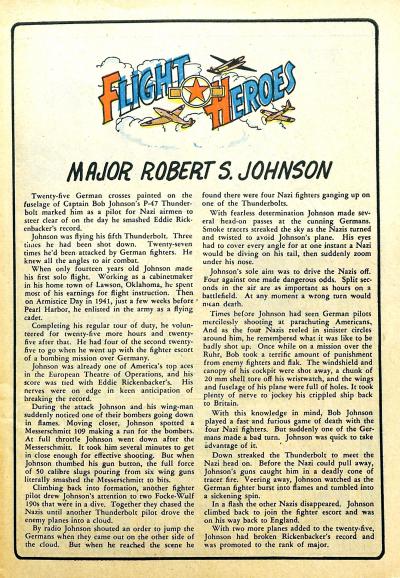 FLIGHT HEROES
MAJOR ROBERT S. JOHNSON
Twenty-five German crosses painted on the
fuselage of Captain Bob Johnson's P-47 Thunder-
bolt marked him as a pilot for Nazi airmen to
steer clear of on the day he smashed Eddie Rick-
enbacker's record.
Johnson was flying his fifth Thunderbolt. Three
times he had been shot down. Twenty-seven
times he'd been attacked by German fighters. He
knew all the angles to air combat.
When only fourteen years old Johnson made
his first solo flight. Working as a cabinetmaker
in his home town of Lawson, Oklahoma, he spent
most of his earnings for flight instruction. Then
on Armistice Day in 1941, just a few weeks before
Pearl Harbor, he enlisted in the army as a flying
cadet.
Completing his regular tour of duty, he volun-
teered for twenty-five more hours and twenty-
five after that. He had four of the second twenty-
five to go when he went up with the fighter escort
of a bombing mission over Germany.
Johnson was already one of America's top aces
in the European Theatre of Operations, and his
score was tied with Eddie Rickenbacker's. His
nerves were on edge in keen anticipation of
breaking the record.
During the attack Johnson and his wing-man
suddenly noticed one of their bombers going down
in flames. Moving closer, Johnson spotted a
Messerschmitt 109 making a run for the bombers.
At full throttle Johnson went down after the
Messerschmitt. It took him several minutes to get
in close enough for effective shooting. But when
Johnson thumbed his gun button, the full force
of 50 calibre slugs pouring from six wing guns
literally smashed the Messerschmitt to bits.
Climbing back into formation, another fighter
pilot drew Johnson's attention to two Focke-Wulf
190s that were in a dive. Together they chased the
Nazis until another Thunderbolt pilot drove the
enemy planes into a cloud.
By radio Johnson shouted an order to jump the
Germans when they came out on the other side
of the cloud. But when he reached the scene he
found there were four Nazi fighters ganging up on
one of the Thunderbolts.
With fearless determination Johnson made sev-
eral head-on passes at the cunning Germans.
Smoke tracers streaked the sky as the Nazis turned
and twisted to avoid Johnson's plane. His eyes
had to cover every angle for at one instant a Nazi
would be diving on his tail, then suddenly zoom
under his nose.
Johnson's sole aim was to drive the Nazis off.
Four against one made dangerous odds. Split sec-
onds in the air are as important as hours on a
battlefield. At any moment a wrong turn would
mean death.
Times before Johnson had seen German pilots
mercilessly shooting at parachuting Americans,
And as the four Nazis reeled in sinister circles
around him, he remembered what it was like to be
badly shot up. Once while on a mission over the
Ruhr, Bob took a terrific amount of punishment
from enemy fighters and flak. The windshield and
canopy of his cockpit were shot away, a chunk of
20 mm shell tore off his wristwatch, and the wings
and fuselage of his plane were full of holes. It took
plenty of nerve to jockey his crippled ship back
to Britain.
With this knowledge in mind, Bob Johnson
played a fast and furious game of death with the
four Nazi fighters. But suddenly one of the Ger-
mans made a bad turn. Johnson was quick to take
advantage of it.
Down streaked the Thunderbolt to meet the
Nazi head on. Before the Nazi could pull away,
Johnson's guns caught him in a deadly cone of
tracer fire. Veering away, Johnson watched as the
German fighter burst into flames and tumbled into
a sickening spin.
In a flash the other Nazis disappeared. Johnson
climbed back to join the fighter escort and was
on his way back to England.
With two more planes added to the twenty-five,
Johnson had broken Rickenbacker's record and
was promoted to the rank of major.